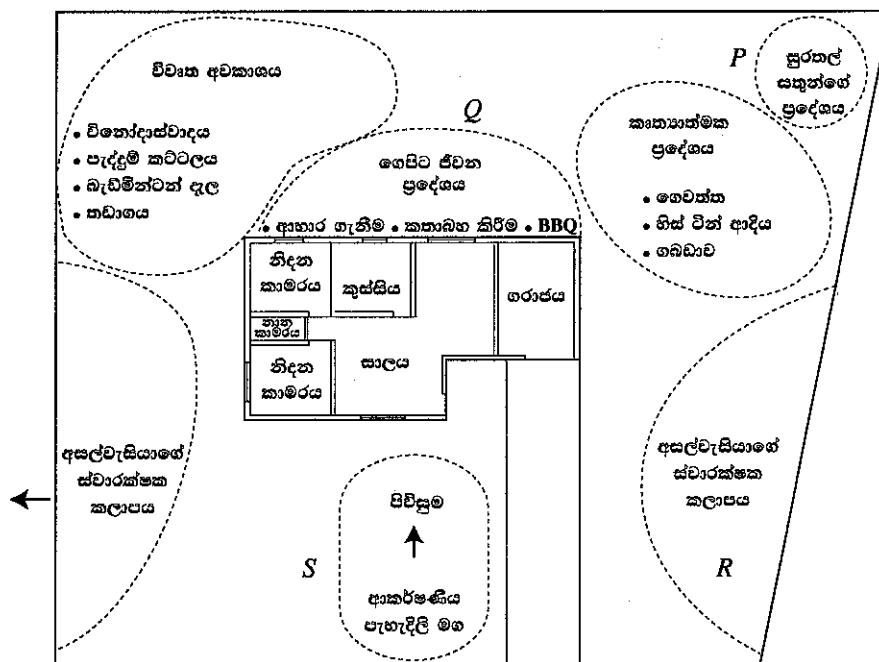 විවෘත අවකාශය
• විනෝදාස්වාදය
• පැද්දුම් කට්ටලය
• බැඩ්මින්ටන් දැල
• තඩාගය
Q
ගෙපිට ජීවන
ප්‍රදේශය
• ආහාර ගැනීම • කතාබහ කිරීම • BBQ
P
සුරතල්
සතුන්ගේ
ප්‍රදේශය
කෘත්‍යාත්මක
ප්‍රදේශය
• ගෙවත්ත
• හිස් ටින් ආදිය
• ගබඩාව
නිදන
කාමරය
කුස්සිය
ගරාජය
නාන
කාමරය
නිදන
කාමරය
සාලය
අසල්වැසියාගේ
ස්වාරක්ෂක
කලාපය
පිවිසුම
S
ආකර්ෂණීය
පැහැදිලි මග
අසල්වැසියාගේ
ස්වාරක්ෂක
කලාපය
R